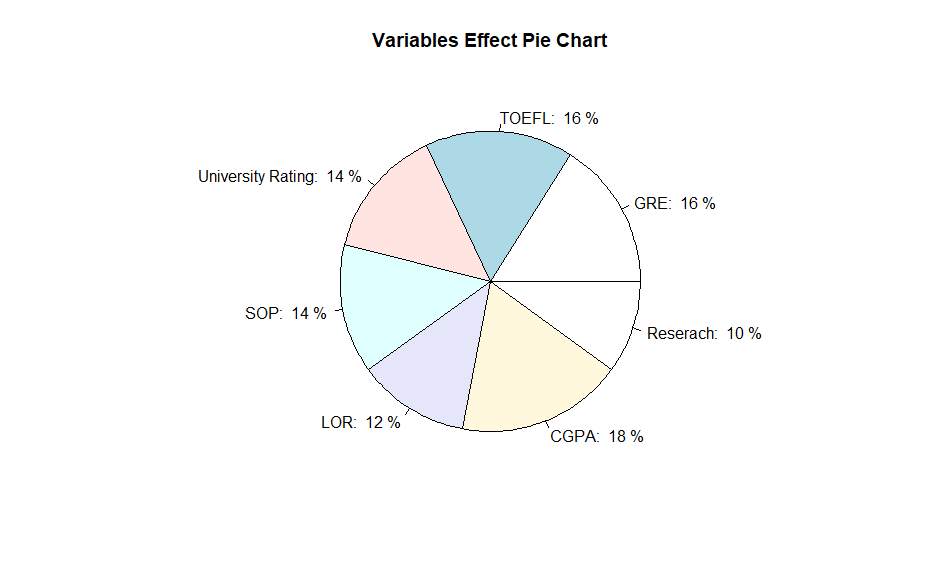 Variables Effect Pie Chart
TOEFL:  16 %
University Rating:  14 %
GRE:  16 %
SOP:  14 %
Reserach:  10 %
LOR:  12 %
CGPA:  18 %